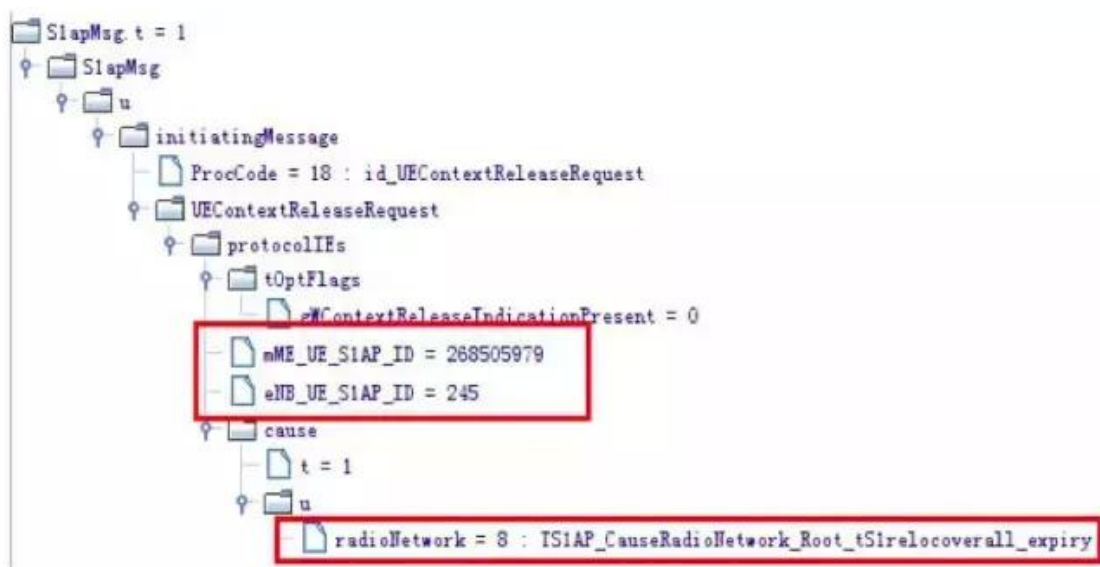 S1apMsg.t = 1
S1apMsg
u
initiatingMessage
ProcCode = 18 : id_UEContextReleaseRequest
UEContextReleaseRequest
protocolIEs
tOptFlags
gWContextReleaseIndicationPresent = 0
mME_UE_S1AP_ID = 268505979
eNB_UE_S1AP_ID = 245
cause
t = 1
u
radioNetwork = 8 : TS1AP_CauseRadioNetwork_Root_tS1relocoverall_expiry